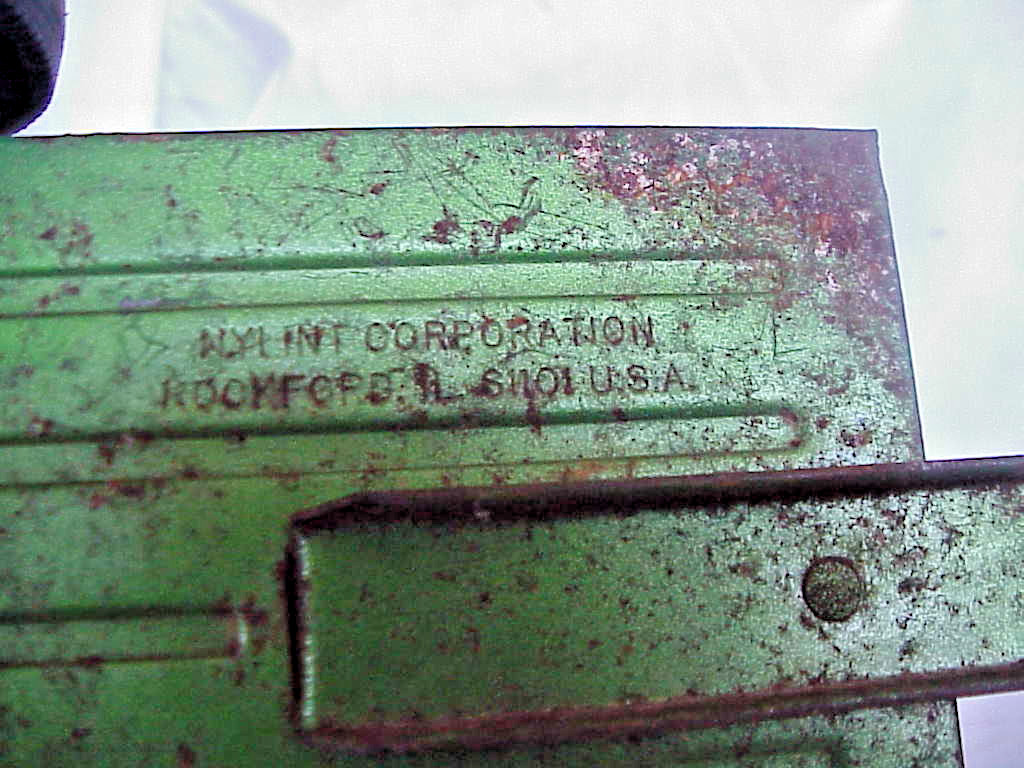 NYLINT CORPORATION
ROCKFORD, IL. 61101 U.S.A.